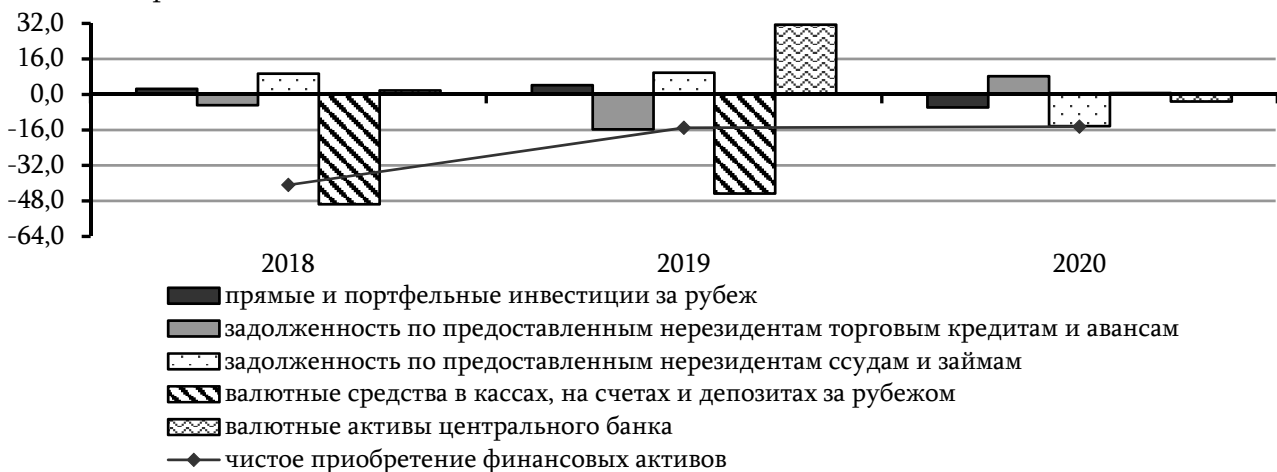 32,0
16,0
0,0
-16,0
-32,0
-48,0
-64,0
2018 2019 2020
прямые и портфельные инвестиции за рубеж
задолженность по предоставленным нерезидентам торговым кредитам и авансам
задолженность по предоставленным нерезидентам ссудам и займам
валютные средства в кассах, на счетах и депозитах за рубежом
валютные активы центрального банка
чистое приобретение финансовых активов